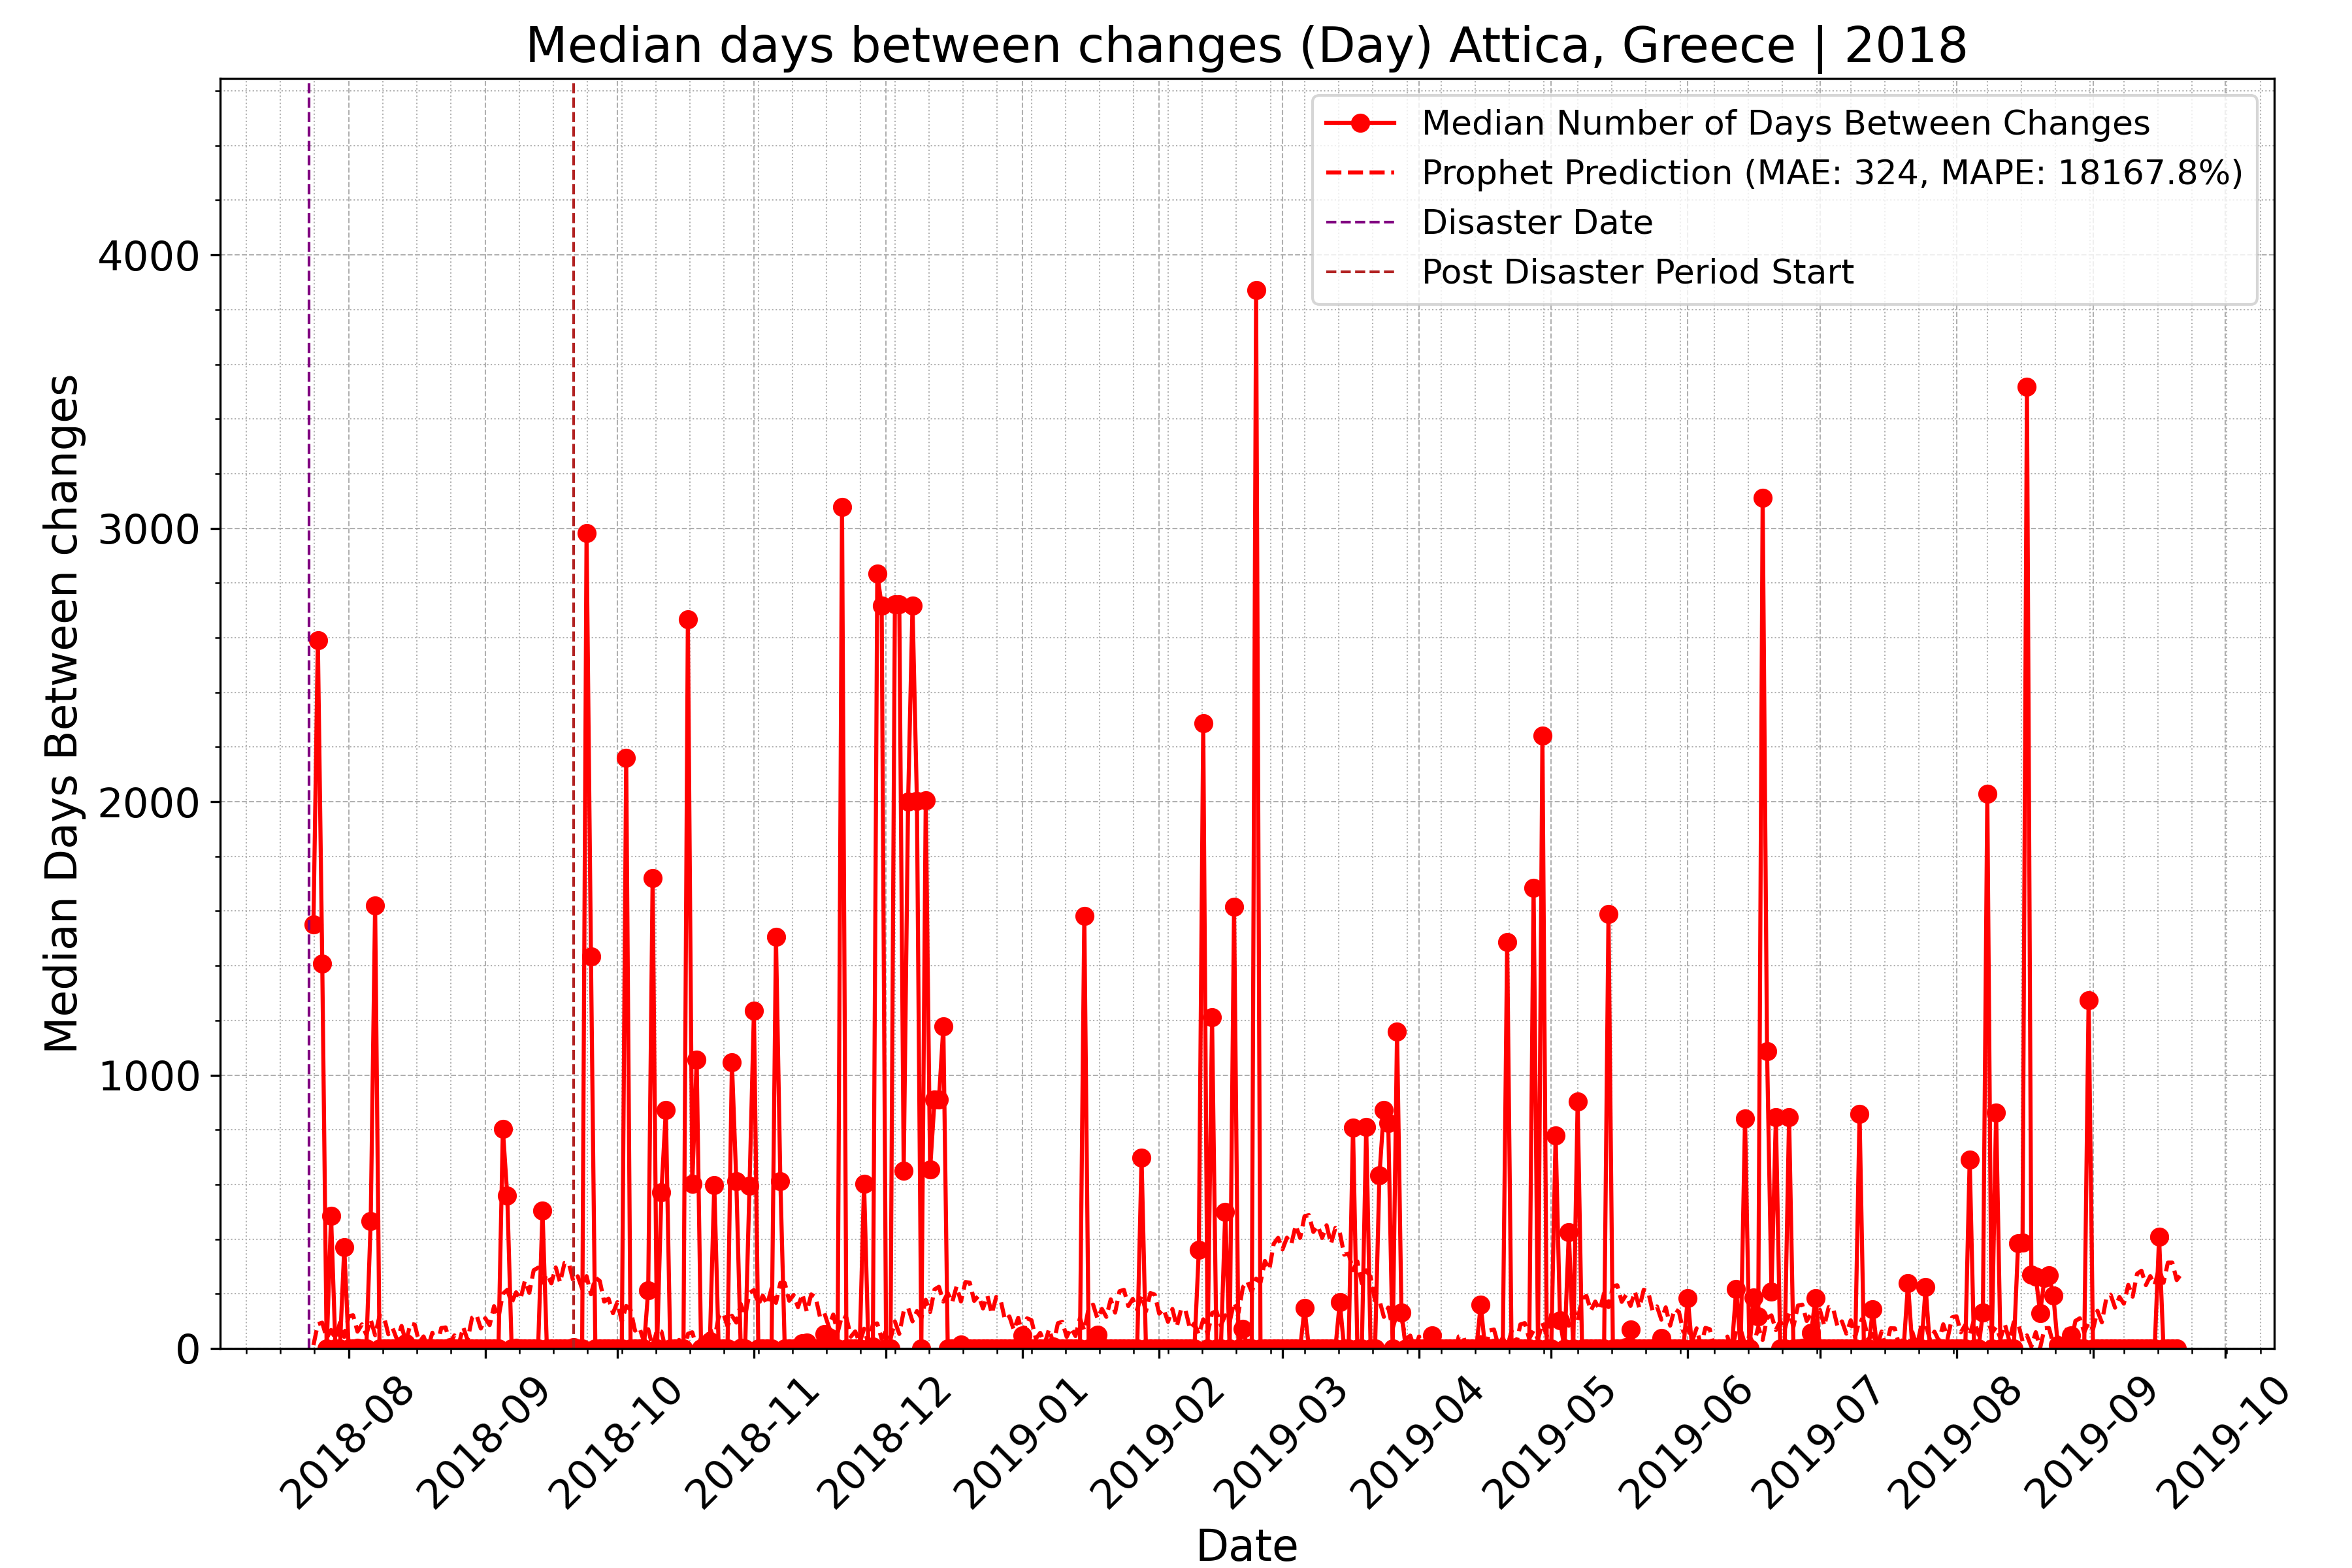 Median days between changes (Day) Attica, Greece | 2018
Median Number of Days Between Changes
Prophet Prediction (MAE: 324, MAPE: 18167.8%)
Disaster Date
Post Disaster Period Start
Median Days Between changes
4000
3000
2000
1000
0
2018-08
2018-09
2018-10
2018-11
2018-12
2019-01
2019-02
2019-03
2019-04
2019-05
2019-06
2019-07
2019-08
2019-09
2019-10
Date